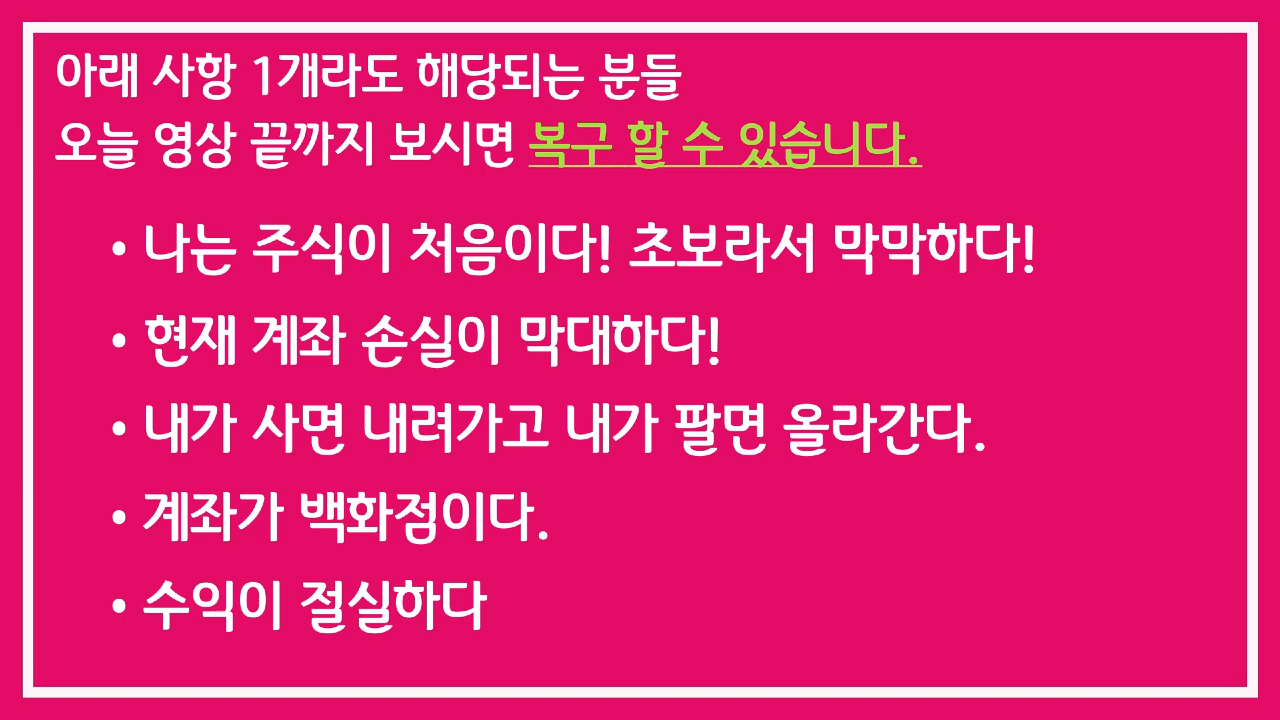 아래 사항 1개라도 해당되는 분들
오늘 영상 끝까지 보시면 복구 할 수 있습니다.
• 나는 주식이 처음이다! 초보라서 막막하다!
• 현재 계좌 손실이 막대하다!
• 내가 사면 내려가고 내가 팔면 올라간다.
• 계좌가 백화점이다.
• 수익이 절실하다